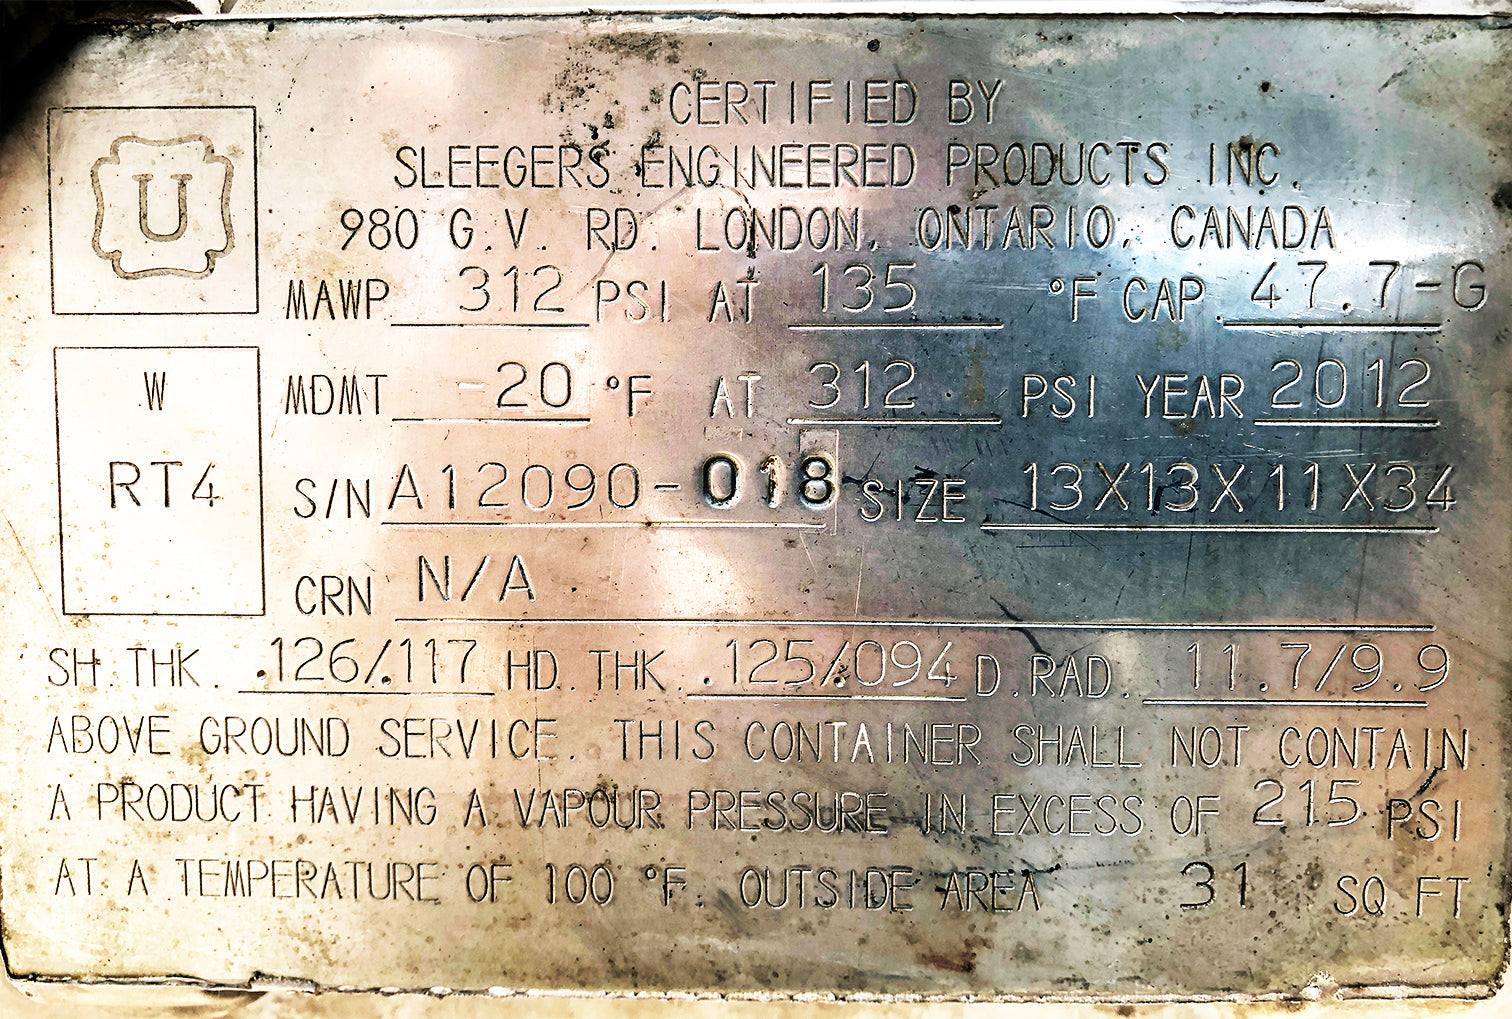 CERTIFIED BY
SLEEGERS ENGINEERED PRODUCTS INC.
980 G.V. RD. LONDON, ONTARIO, CANADA
U
MAWP 312 PSI AT 135 °F CAP. 47.7-G
W
MDMT -20 °F AT 312 PSI YEAR 2012
RT4
S/N A12090-018 SIZE 13X13X11X34
CRN N/A
SH. THK. .126/.117 HD. THK. .125/.094 D. RAD. 11.7/9.9
ABOVE GROUND SERVICE. THIS CONTAINER SHALL NOT CONTAIN
A PRODUCT HAVING A VAPOUR PRESSURE IN EXCESS OF 215 PSI
AT A TEMPERATURE OF 100 °F. OUTSIDE AREA 31 SQ FT